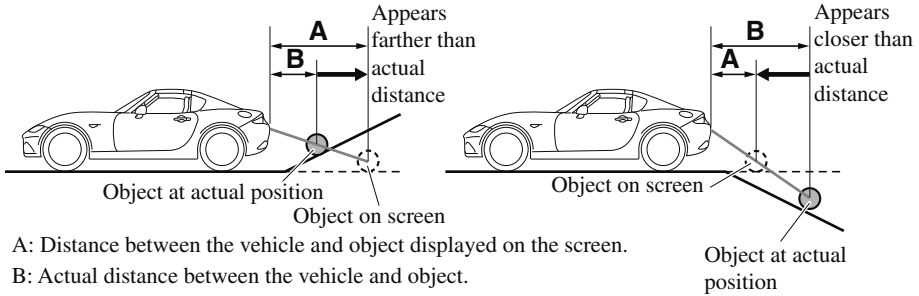 A
B
Appears
farther than
actual
distance
Object at actual position
Object on screen
B
A
Appears
closer than
actual
distance
Object on screen
Object at actual
position
A: Distance between the vehicle and object displayed on the screen.
B: Actual distance between the vehicle and object.